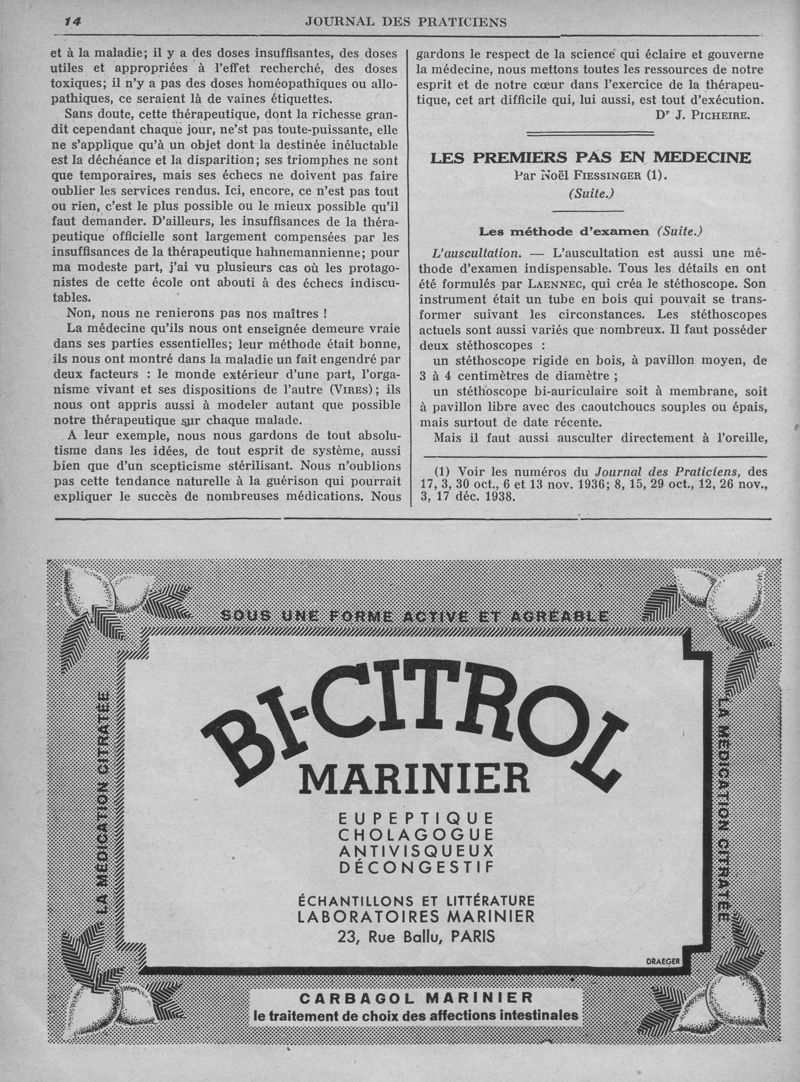 14
JOURNAL DES PRATICIENS
et à la maladie; il y a des doses insuffisantes, des doses
utiles et appropriées à l'effet recherché, des doses
toxiques; il n'y a pas des doses homéopathiques ou allo-
pathiques, ce seraient là de vaines étiquettes.
Sans doute, cette thérapeutique, dont la richesse gran-
dit cependant chaque jour, ne'st pas toute-puissante, elle
ne s'applique qu'à un objet dont la destinée inéluctable
est la déchéance et la disparition; ses triomphes ne sont
que temporaires, mais ses échecs ne doivent pas faire
oublier les services rendus. Ici, encore, ce n'est pas tout
ou rien, c'est le plus possible ou le mieux possible qu'il
faut demander. D'ailleurs, les insuffisances de la théra-
peutique officielle sont largement compensées par les
insuffisances de la thérapeutique hahnemannienne; pour
ma modeste part, j'ai vu plusieurs cas où les protago-
nistes de cette école ont abouti à des échecs indiscu-
tables.
Non, nous ne renierons pas nos maîtres !
La médecine qu'ils nous ont enseignée demeure vraie
dans ses parties essentielles; leur méthode était bonne,
ils nous ont montré dans la maladie un fait engendré par
deux facteurs : le monde extérieur d'une part, l'orga-
nisme vivant et ses dispositions de l'autre (VIRES); ils
nous ont appris aussi à modeler autant que possible
notre thérapeutique sur chaque malade.
A leur exemple, nous nous gardons de tout absolu-
tisme dans les idées, de tout esprit de système, aussi
bien que d'un scepticisme stérilisant. Nous n'oublions
pas cette tendance naturelle à la guérison qui pourrait
expliquer le succès de nombreuses médications. Nous
gardons le respect de la science qui éclaire et gouverne
la médecine, nous mettons toutes les ressources de notre
esprit et de notre cœur dans l'exercice de la thérapeu-
tique, cet art difficile qui, lui aussi, est tout d'exécution.
Dr J. PICHEIRE.
LES PREMIERS PAS EN MEDECINE
Par Noël FIESSINGER (1).
(Suite.)
Les méthode d'examen (Suite.)
L'auscultation. — L'auscultation est aussi une mé-
thode d'examen indispensable. Tous les détails en ont
été formulés par LAENNEC, qui créa le stéthoscope. Son
instrument était un tube en bois qui pouvait se trans-
former suivant les circonstances. Les stéthoscopes
actuels sont aussi variés que nombreux. Il faut posséder
deux stéthoscopes :
un stéthoscope rigide en bois, à pavillon moyen, de
3 à 4 centimètres de diamètre ;
un stéthoscope bi-auriculaire soit à membrane, soit
à pavillon libre avec des caoutchoucs souples ou épais,
mais surtout de date récente.
Mais il faut aussi ausculter directement à l'oreille,
(1) Voir les numéros du Journal des Praticiens, des
17, 3, 30 oct., 6 et 13 nov. 1936; 8, 15, 29 oct., 12, 26 nov.,
3, 17 déc. 1938.
SOUS UNE FORME ACTIVE ET AGRÉABLE
LA MÉDICATION CITRATÉE
BI-CITROL
MARINIER
EUPEPTIQUE
CHOLAGOGUE
ANTIVISQUEUX
DÉCONGESTIF
ÉCHANTILLONS ET LITTÉRATURE
LABORATOIRES MARINIER
23, Rue Ballu, PARIS
DRAEGER
LA MÉDICATION CITRATÉE
CARBAGOL MARINIER
le traitement de choix des affections intestinales